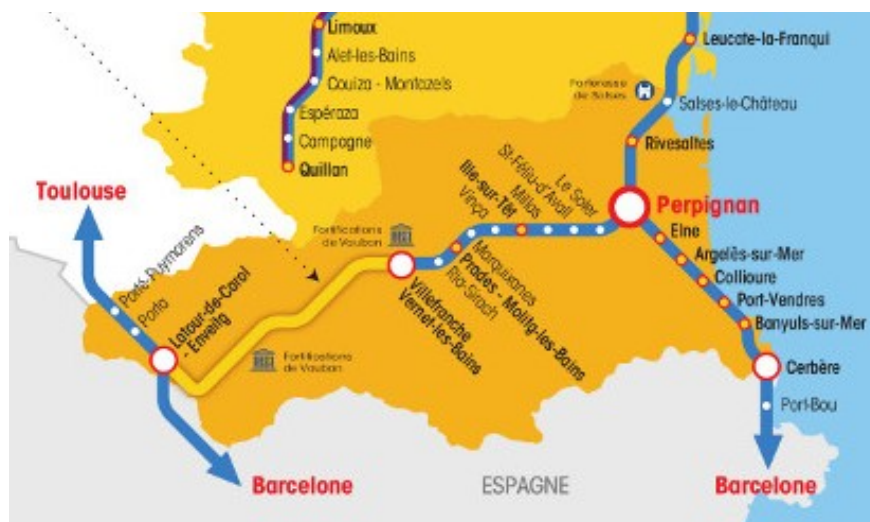 Limoux
Alet-les-Bains
Couiza - Montazels
Espéraza
Campagne
Quillan
Leucate-la-Franqui
Forteresse
de Salses
Salses-le-Château
Rivesaltes
Perpignan
Toulouse
Porté-Puymorens
Porta
Latour-de-Carol
- Enveitg
Fortifications
de Vauban
Fortifications
de Vauban
Villefranche
Vernet-les-Bains
Ria-Sirach
Prades - Molitg-les-Bains
Marquixanes
Vinça
Ille-sur-Têt
Millas
St-Féliu-d'Avall
Le Soler
Elne
Argelès-sur-Mer
Collioure
Port-Vendres
Banyuls-sur-Mer
Cerbère
Port-Bou
Barcelone
ESPAGNE
Barcelone